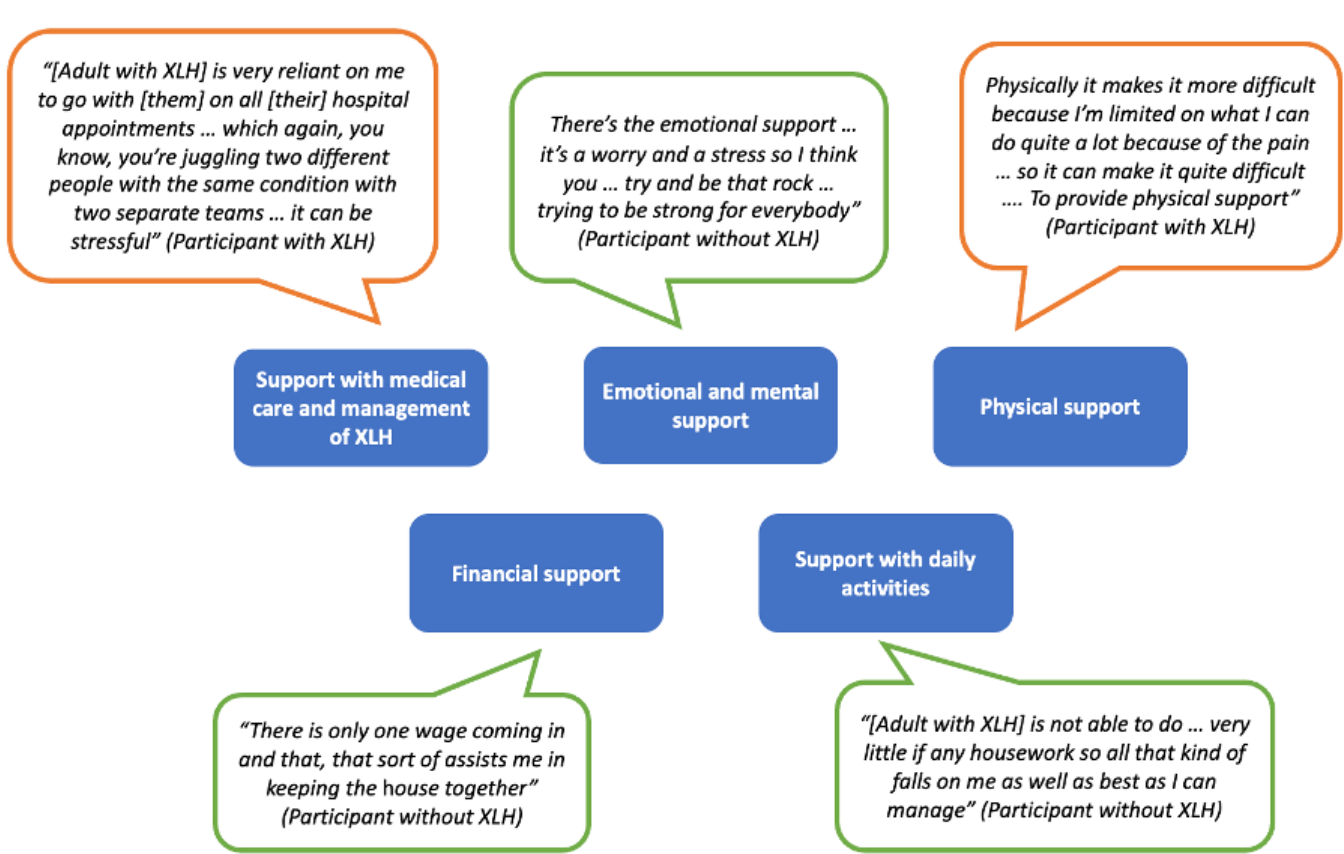 “[Adult with XLH] is very reliant on me
to go with [them] on all [their] hospital
appointments … which again, you
know, you’re juggling two different
people with the same condition with
two separate teams … it can be
stressful” (Participant with XLH)
There’s the emotional support …
it’s a worry and a stress so I think
you … try and be that rock …
trying to be strong for everybody”
(Participant without XLH)
Physically it makes it more difficult
because I’m limited on what I can
do quite a lot because of the pain
… so it can make it quite difficult
…. To provide physical support”
(Participant with XLH)
Support with medical
care and management
of XLH
Emotional and mental
support
Physical support
Financial support
Support with daily
activities
“There is only one wage coming in
and that, that sort of assists me in
keeping the house together”
(Participant without XLH)
“[Adult with XLH] is not able to do … very
little if any housework so all that kind of
falls on me as well as best as I can
manage” (Participant without XLH)